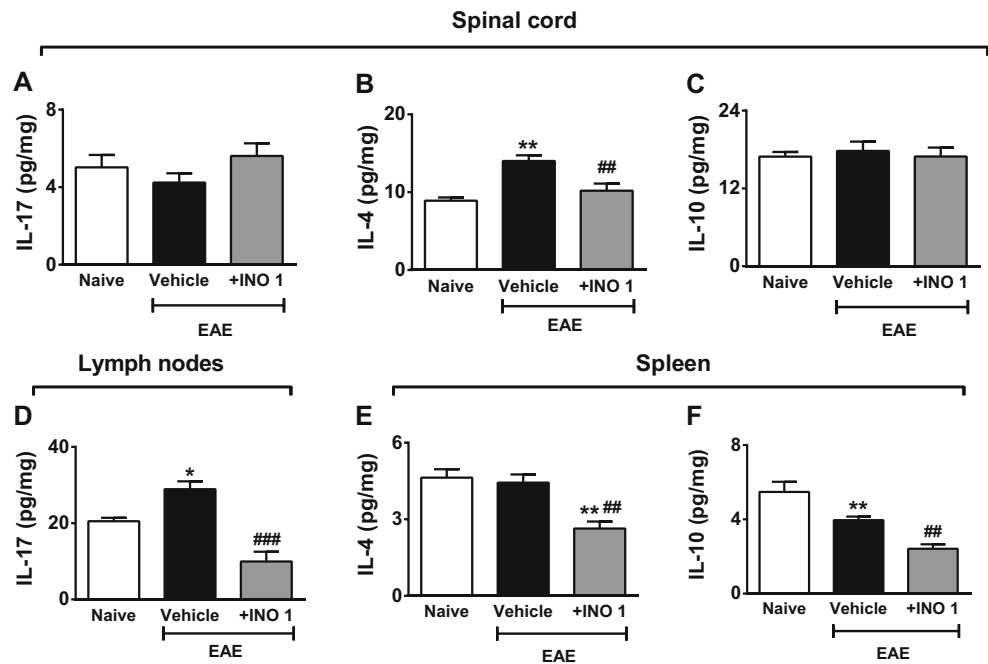 Spinal cord
A
B
C
IL-17 (pg/mg)
8
4
0
Naive Vehicle +INO 1
EAE
IL-4 (pg/mg)
20
10
0
**
##
Naive Vehicle +INO 1
EAE
IL-10 (pg/mg)
24
12
0
Naive Vehicle +INO 1
EAE
Lymph nodes
Spleen
D
E
F
IL-17 (pg/mg)
40
20
0
*
###
Naive Vehicle +INO 1
EAE
IL-4 (pg/mg)
6
3
0
** ##
Naive Vehicle +INO 1
EAE
IL-10 (pg/mg)
8
4
0
**
##
Naive Vehicle +INO 1
EAE